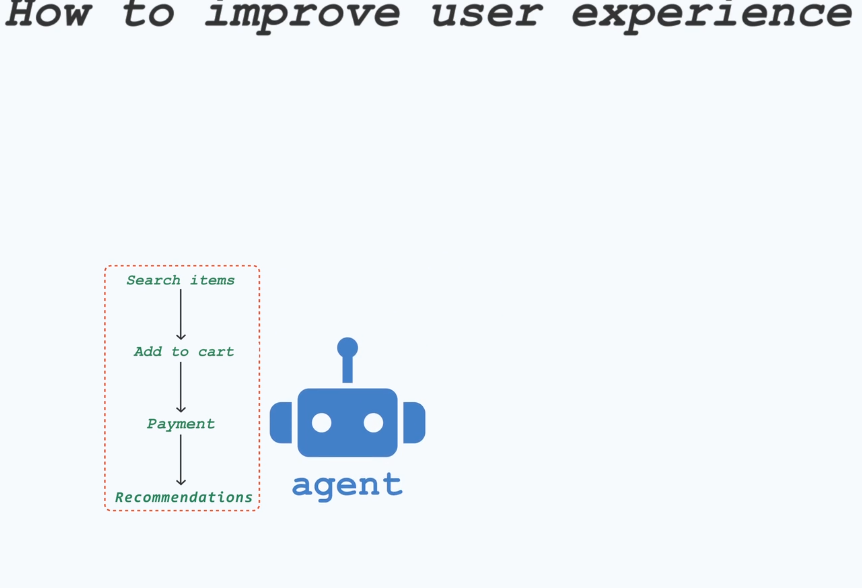 How to improve user experience
Search items
Add to cart
Payment
Recommendations
agent